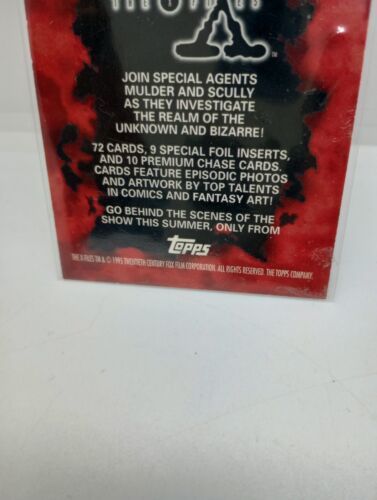 THE X FILES
TM
JOIN SPECIAL AGENTS
MULDER AND SCULLY
AS THEY INVESTIGATE
THE REALM OF THE
UNKNOWN AND BIZARRE!
72 CARDS, 9 SPECIAL FOIL INSERTS,
AND 10 PREMIUM CHASE CARDS.
CARDS FEATURE EPISODIC PHOTOS
AND ARTWORK BY TOP TALENTS
IN COMICS AND FANTASY ART!
GO BEHIND THE SCENES OF THE
SHOW THIS SUMMER, ONLY FROM
TOPPS
THE X-FILES TM & © 1995 TWENTIETH CENTURY FOX FILM CORPORATION. ALL RIGHTS RESERVED. THE TOPPS COMPANY.